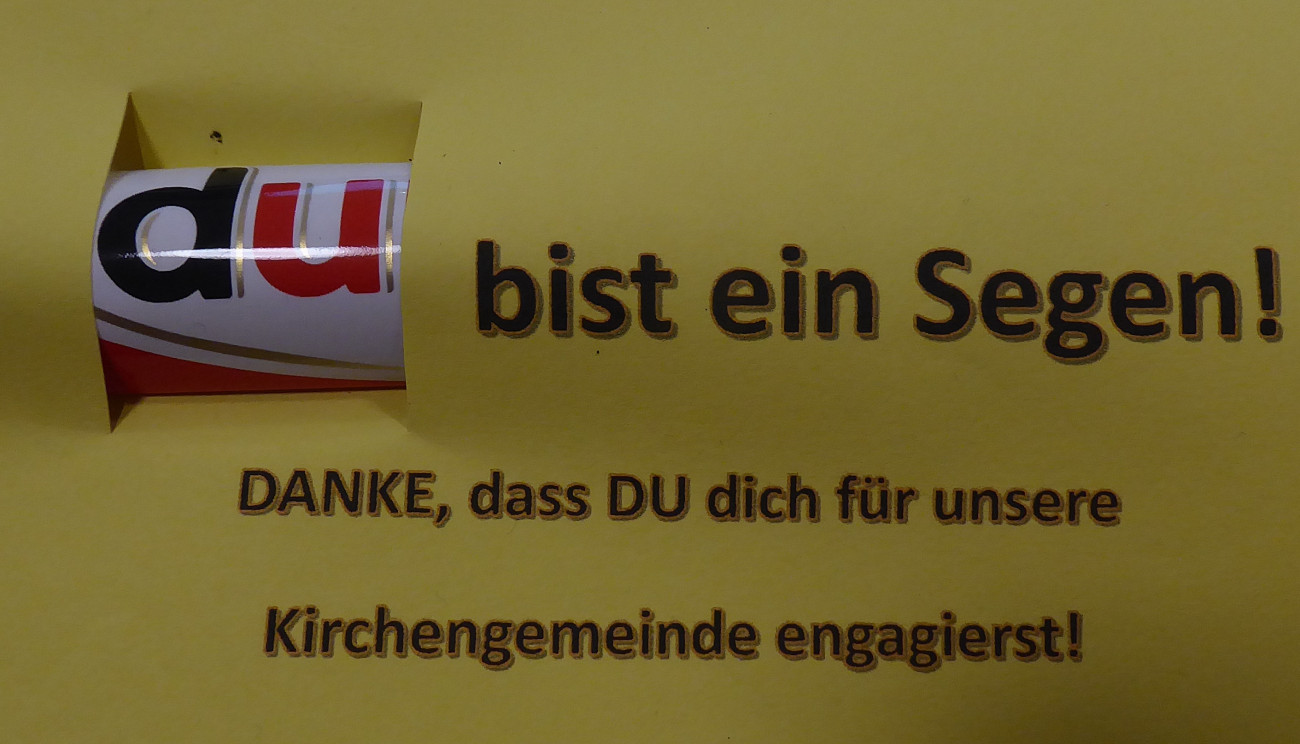 du bist ein Segen!
DANKE, dass DU dich für unsere
Kirchengemeinde engagierst!